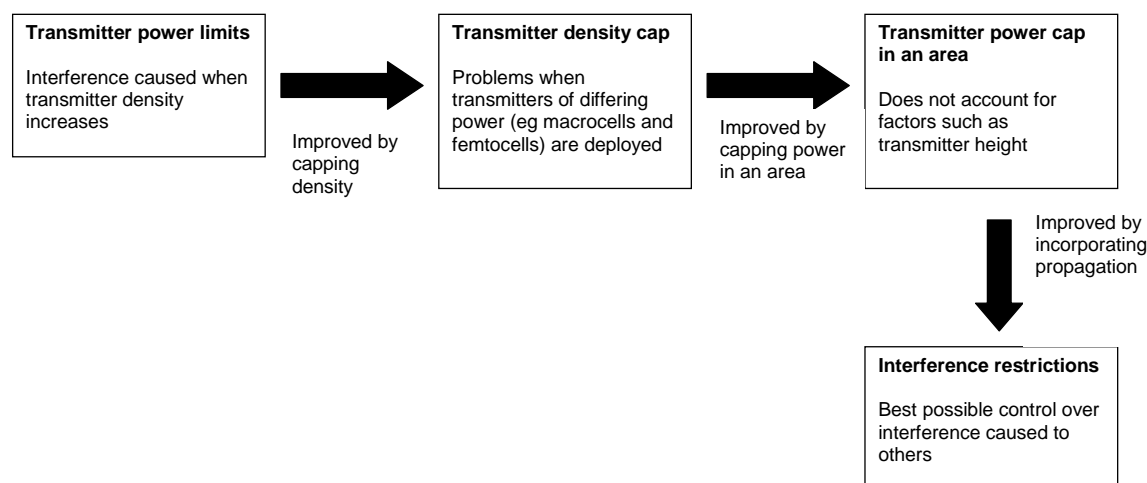 Transmitter power limits
Interference caused when
transmitter density
increases
Improved by
capping
density
Transmitter density cap
Problems when
transmitters of differing
power (eg macrocells and
femtocells) are deployed
Improved by
capping power
in an area
Transmitter power cap
in an area
Does not account for
factors such as
transmitter height
Improved by
incorporating
propagation
Interference restrictions
Best possible control over
interference caused to
others